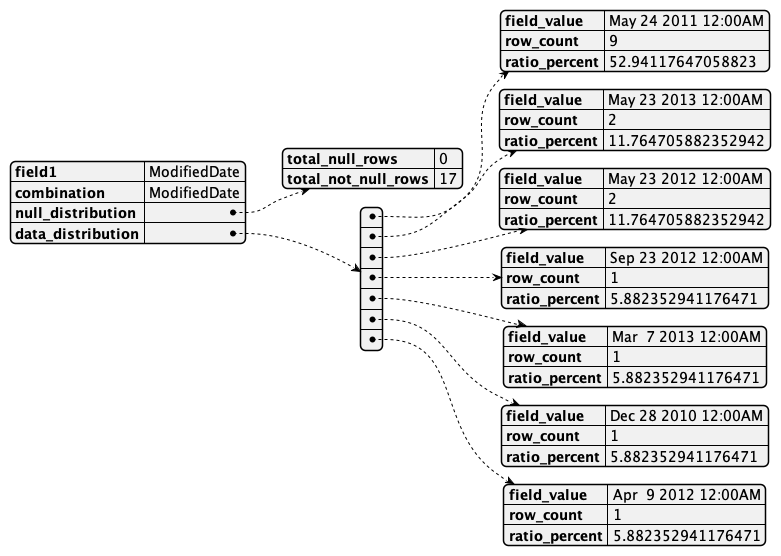 field1 ModifiedDate
combination ModifiedDate
null_distribution
data_distribution
total_null_rows 0
total_not_null_rows 17
field_value May 24 2011 12:00AM
row_count 9
ratio_percent 52.94117647058823
field_value May 23 2013 12:00AM
row_count 2
ratio_percent 11.764705882352942
field_value May 23 2012 12:00AM
row_count 2
ratio_percent 11.764705882352942
field_value Sep 23 2012 12:00AM
row_count 1
ratio_percent 5.882352941176471
field_value Mar  7 2013 12:00AM
row_count 1
ratio_percent 5.882352941176471
field_value Dec 28 2010 12:00AM
row_count 1
ratio_percent 5.882352941176471
field_value Apr  9 2012 12:00AM
row_count 1
ratio_percent 5.882352941176471